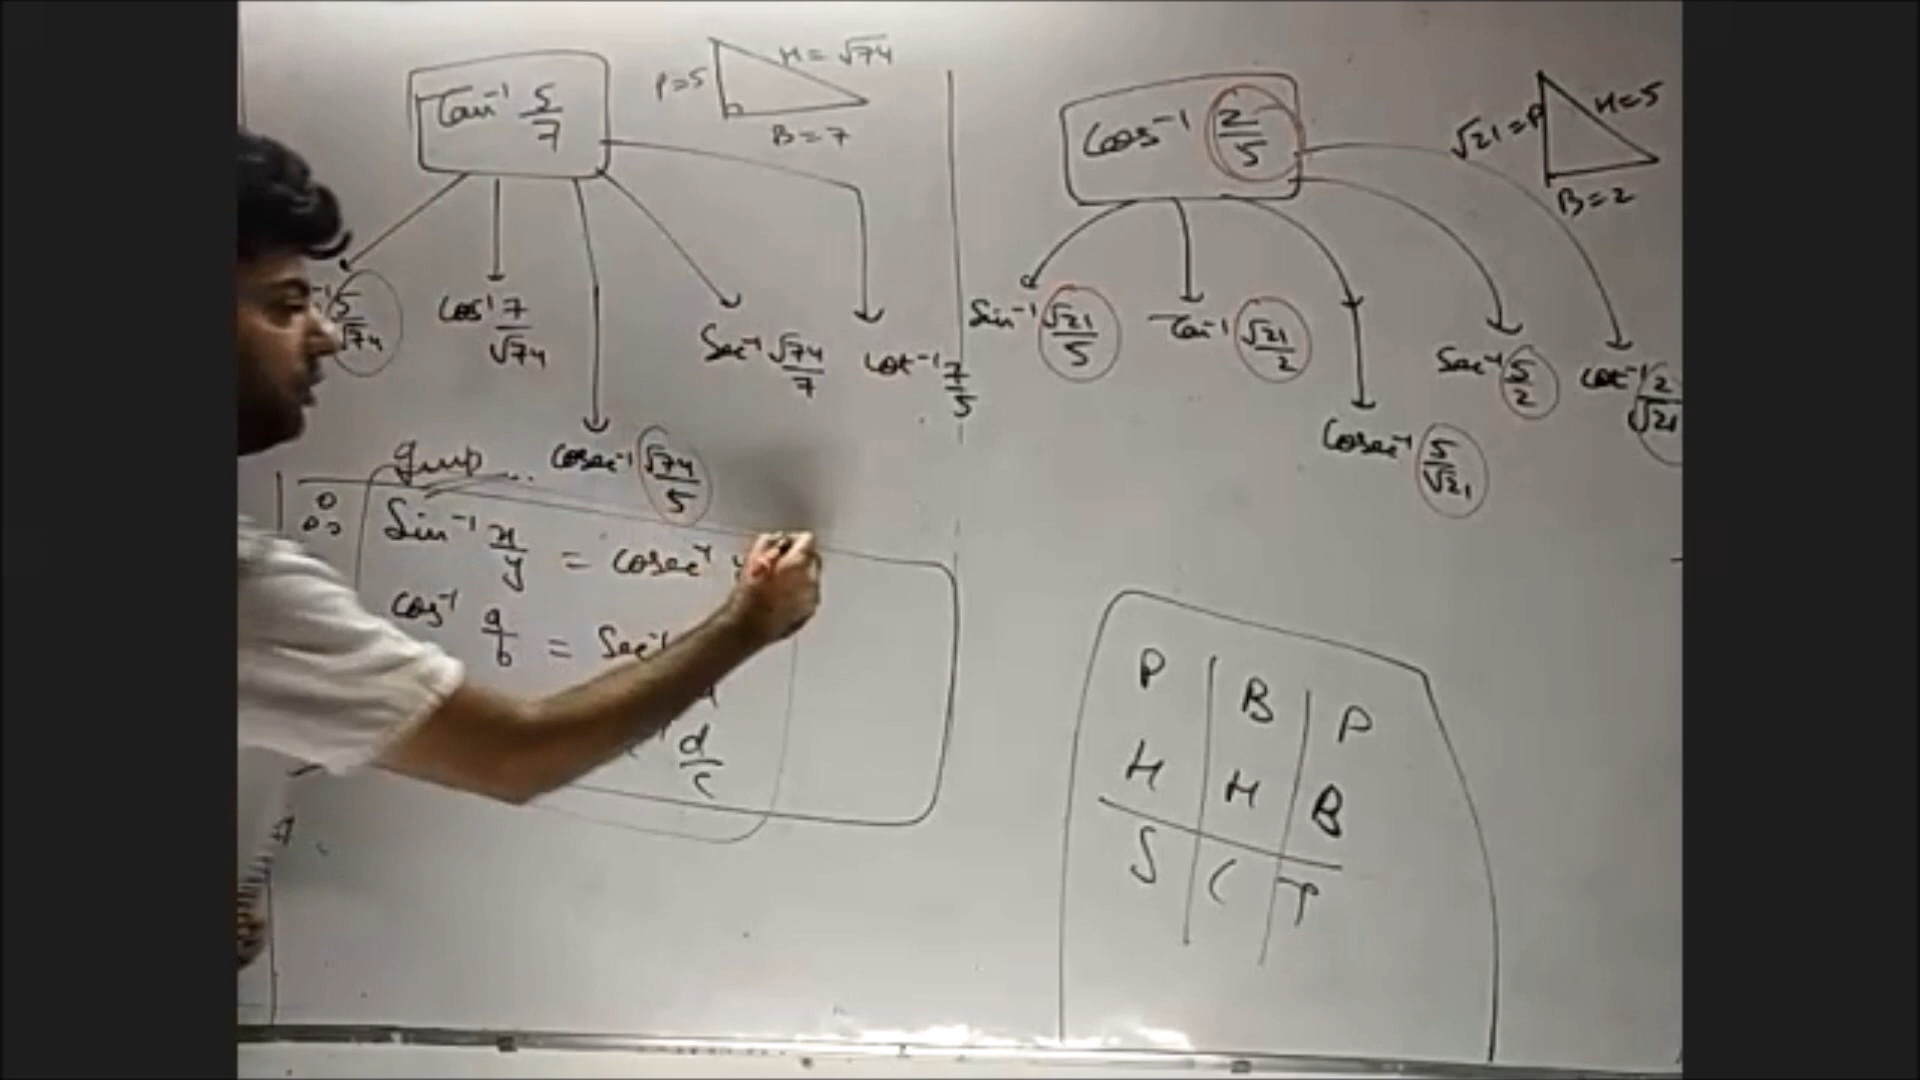 Tan⁻¹ 5/7
P=5
H=√74
B=7
⁻¹ 5/√74
Cos⁻¹ 7/√74
Cosec⁻¹ √74/5
Sec⁻¹ √74/7
Cot⁻¹ 7/5
Cos⁻¹ 2/5
√21=P
H=5
B=2
Sin⁻¹ √21/5
Tan⁻¹ √21/2
Cosec⁻¹ 5/√21
Sec⁻¹ 5/2
Cot⁻¹ 2/√21
Sin⁻¹ x/y = Cosec⁻¹ y
Cos⁻¹ a/b = Sec⁻¹
d/c
P B P
H H B
S C T